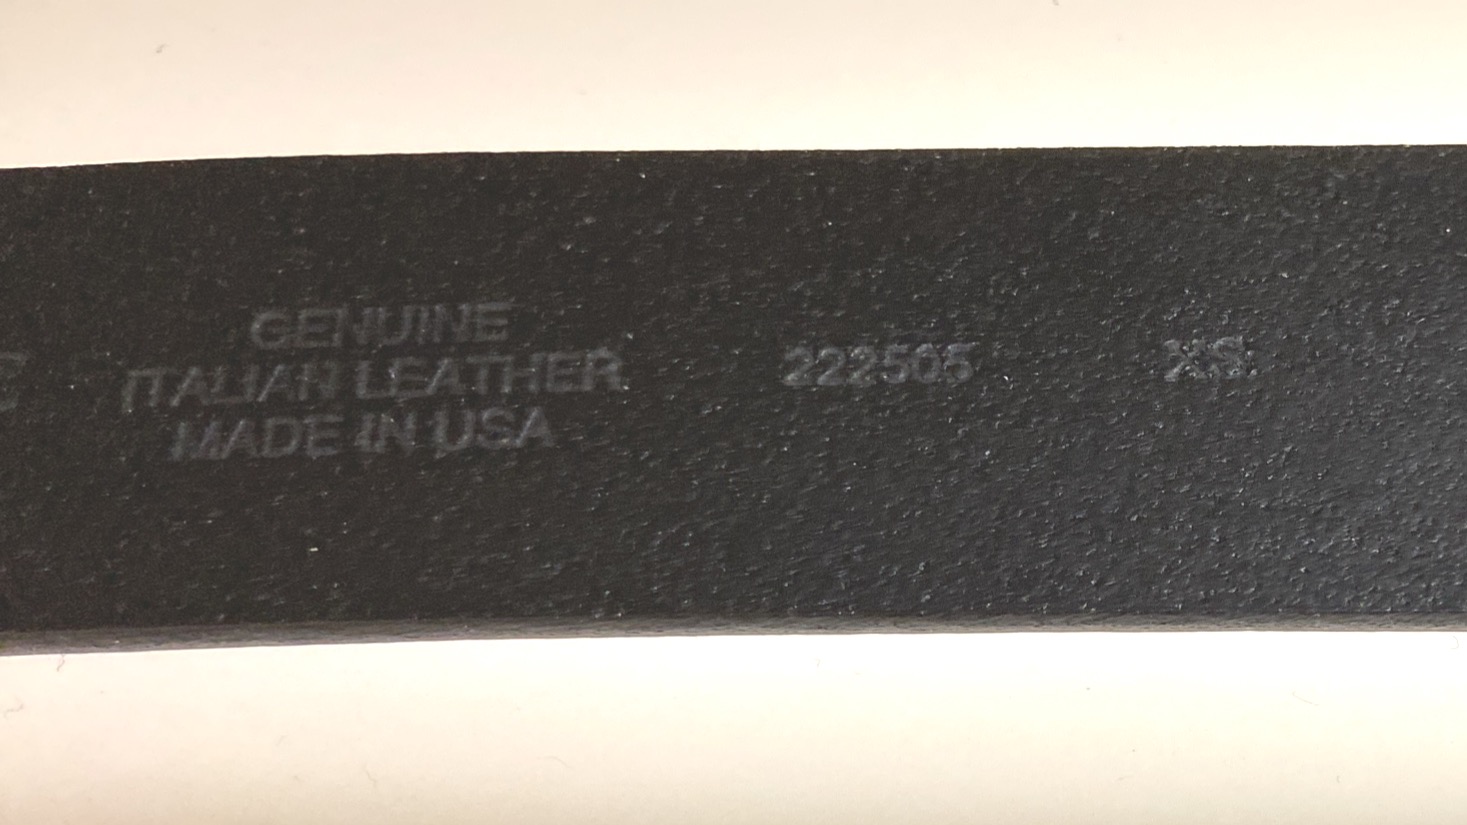 GENUINE
ITALIAN LEATHER
MADE IN USA
222505
XS.